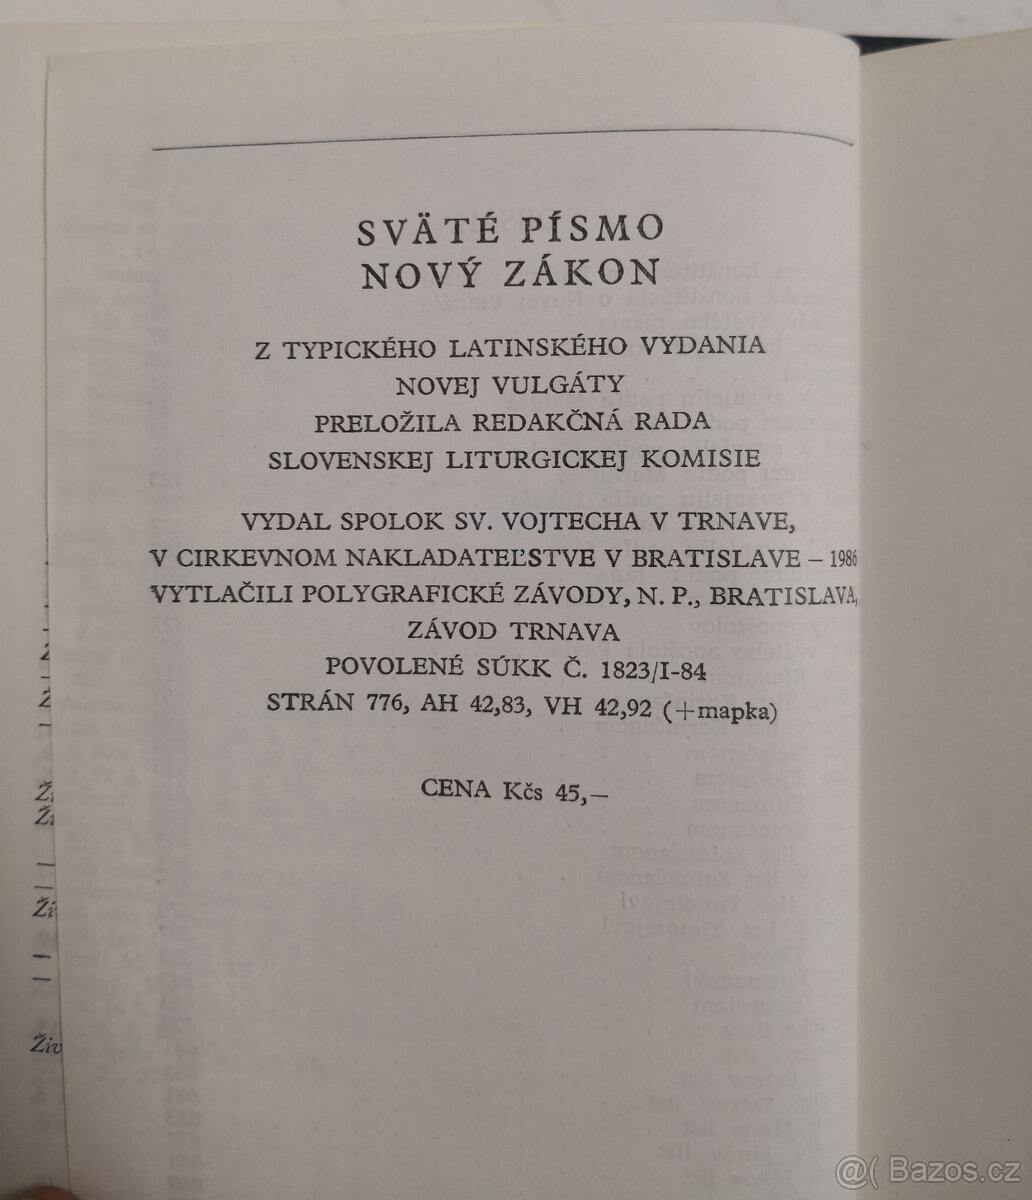 SVÄTÉ PÍSMO
NOVÝ ZÁKON
Z TYPICKÉHO LATINSKÉHO VYDANIA
NOVEJ VULGÁTY
PRELOŽILA REDAKČNÁ RADA
SLOVENSKEJ LITURGICKEJ KOMISIE
VYDAL SPOLOK SV. VOJTECHA V TRNAVE,
V CIRKEVNOM NAKLADATEĽSTVE V BRATISLAVE – 1986
VYTLAČILI POLYGRAFICKÉ ZÁVODY, N. P., BRATISLAVA,
ZÁVOD TRNAVA
POVOLENÉ SÚKK Č. 1823/I-84
STRÁN 776, AH 42,83, VH 42,92 (+mapka)
CENA Kčs 45,—
@( Bazos.cz